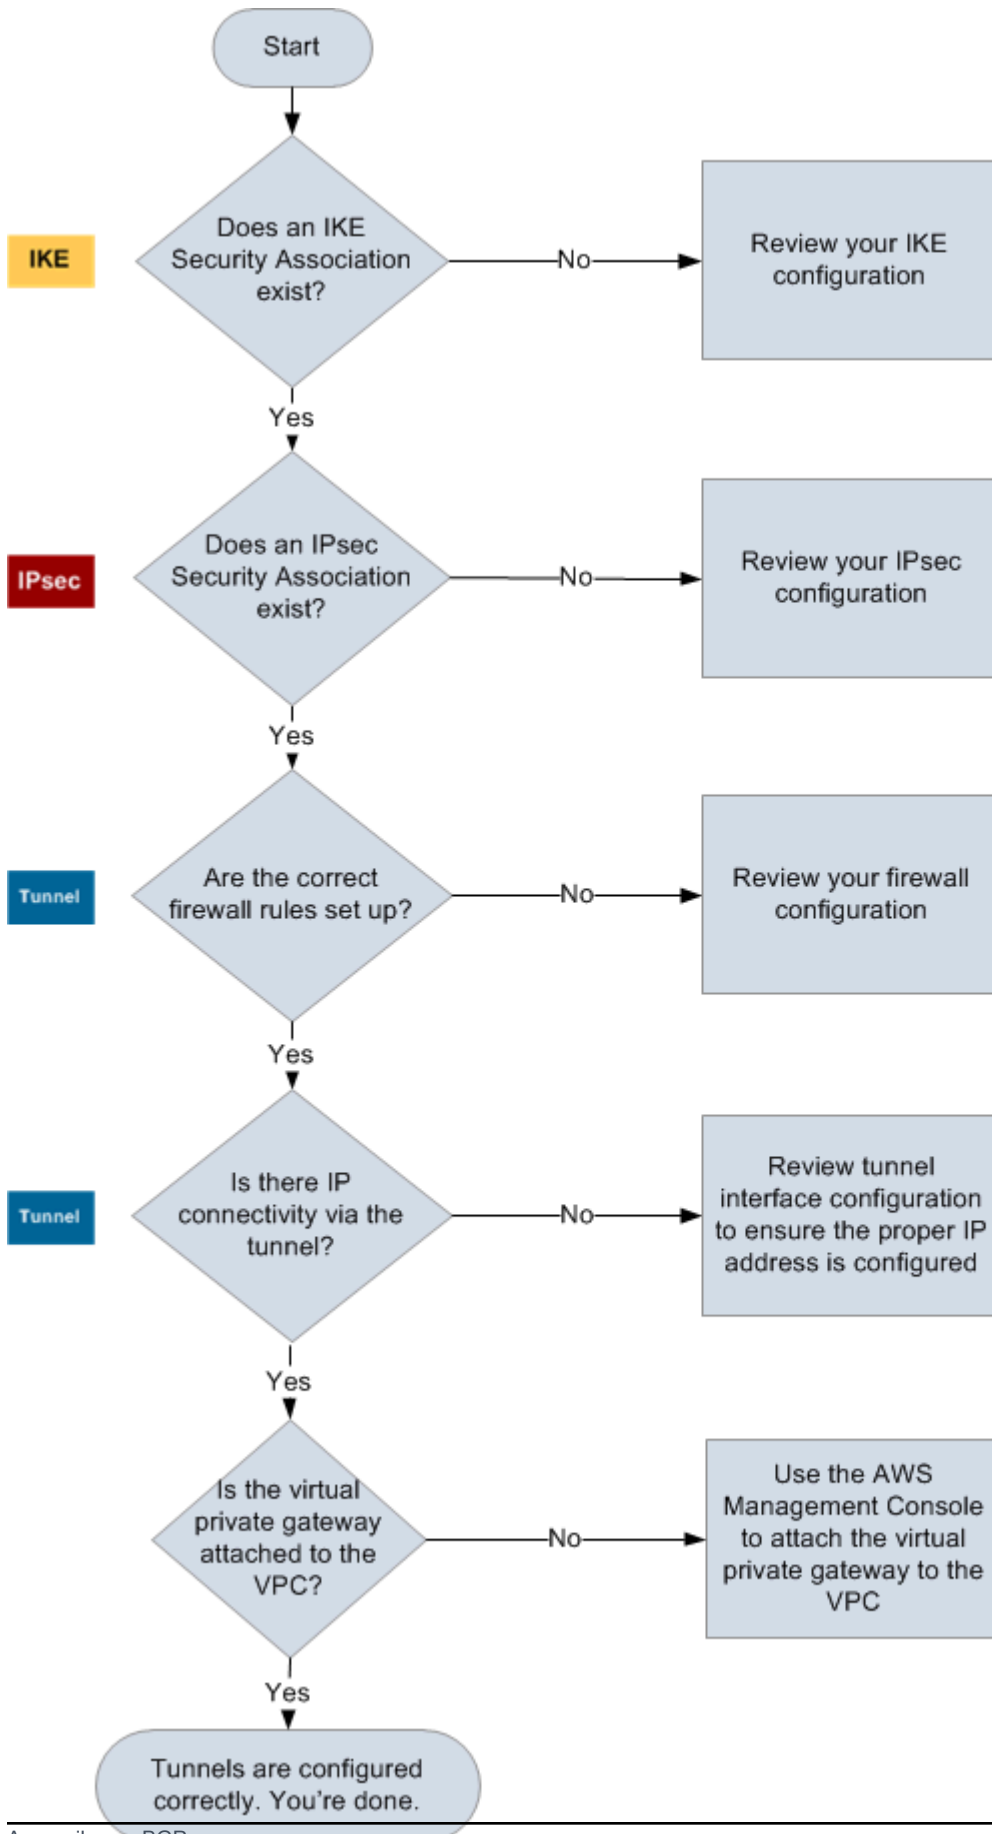 Start
IKE
Does an IKE
Security Association
exist?
No
Review your IKE
configuration
Yes
IPsec
Does an IPsec
Security Association
exist?
No
Review your IPsec
configuration
Yes
Tunnel
Are the correct
firewall rules set up?
No
Review your firewall
configuration
Yes
Tunnel
Is there IP
connectivity via the
tunnel?
No
Review tunnel
interface configuration
to ensure the proper IP
address is configured
Yes
Is the virtual
private gateway
attached to the
VPC?
No
Use the AWS
Management Console
to attach the virtual
private gateway to the
VPC
Yes
Tunnels are configured
correctly. You're done.